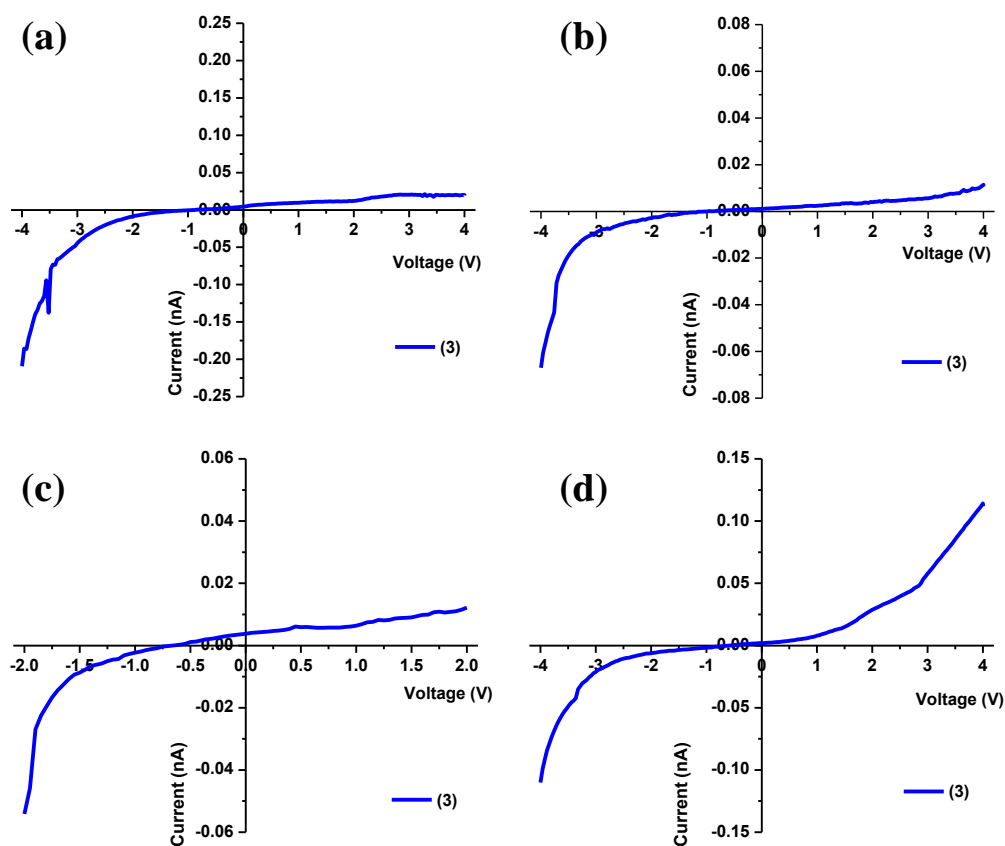 (a)
0.25
0.20
0.15
0.10
0.05
0.00
-0.05
-0.10
-0.15
-0.20
-0.25
-4 -3 -2 -1 0 1 2 3 4
Voltage (V)
Current (nA)
(3)
(b)
0.08
0.06
0.04
0.02
0.00
-0.02
-0.04
-0.06
-0.08
-4 -3 -2 -1 0 1 2 3 4
Voltage (V)
Current (nA)
(3)
(c)
0.06
0.04
0.02
0.00
-0.02
-0.04
-0.06
-2.0 -1.5 -1.0 -0.5 0.0 0.5 1.0 1.5 2.0
Voltage (V)
Current (nA)
(3)
(d)
0.15
0.10
0.05
0.00
-0.05
-0.10
-0.15
-4 -3 -2 -1 0 1 2 3 4
Voltage (V)
Current (nA)
(3)